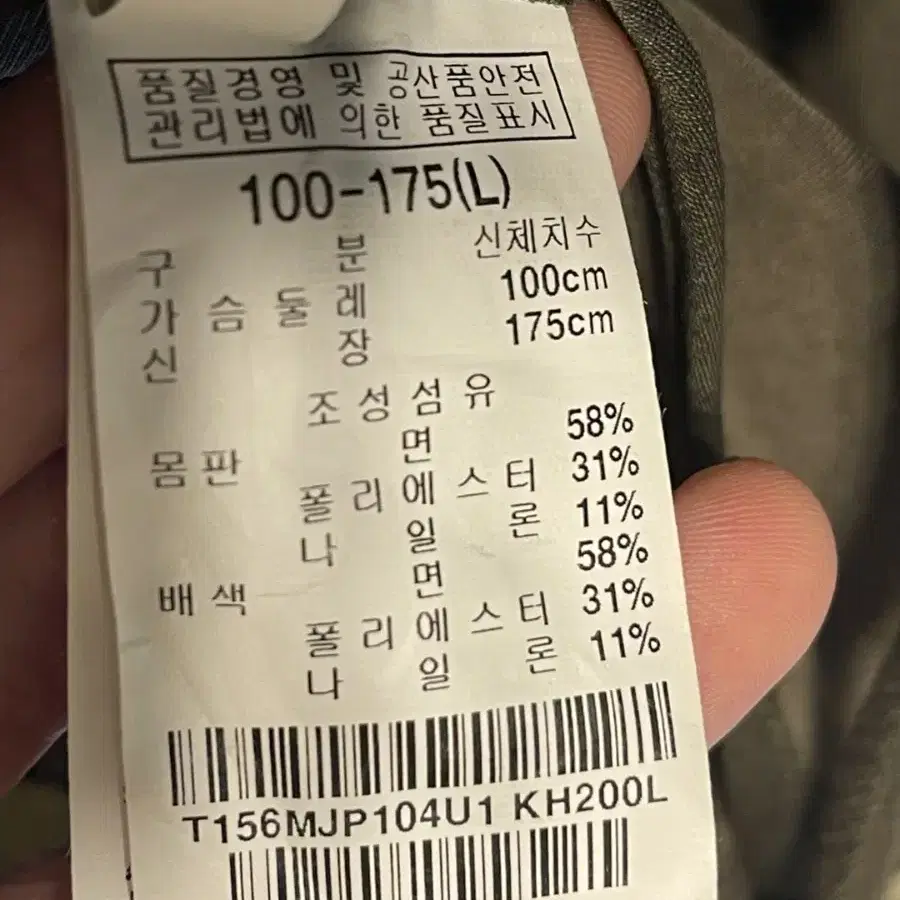 품질경영 및 공산품안전
관리법에 의한 품질표시
100-175(L)
구 분 신체치수
가 슴 둘 레 100cm
신 장 175cm
조 성 섬 유
몸 판 면 58%
폴 리 에 스 터 31%
나 일 론 11%
배 색 면 58%
폴 리 에 스 터 31%
나 일 론 11%
T156MJP104U1 KH200L